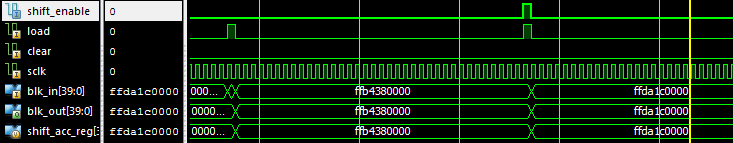 shift_enable 0
load 0
clear 0
sclk 0
blk_in[39:0] ffda1c0000 000... ffb4380000 ffda1c0000
blk_out[39:0] ffda1c0000 0000... ffb4380000 ffda1c0000
shift_acc_reg[3 ffda1c0000 0000... ffb4380000 ffda1c0000